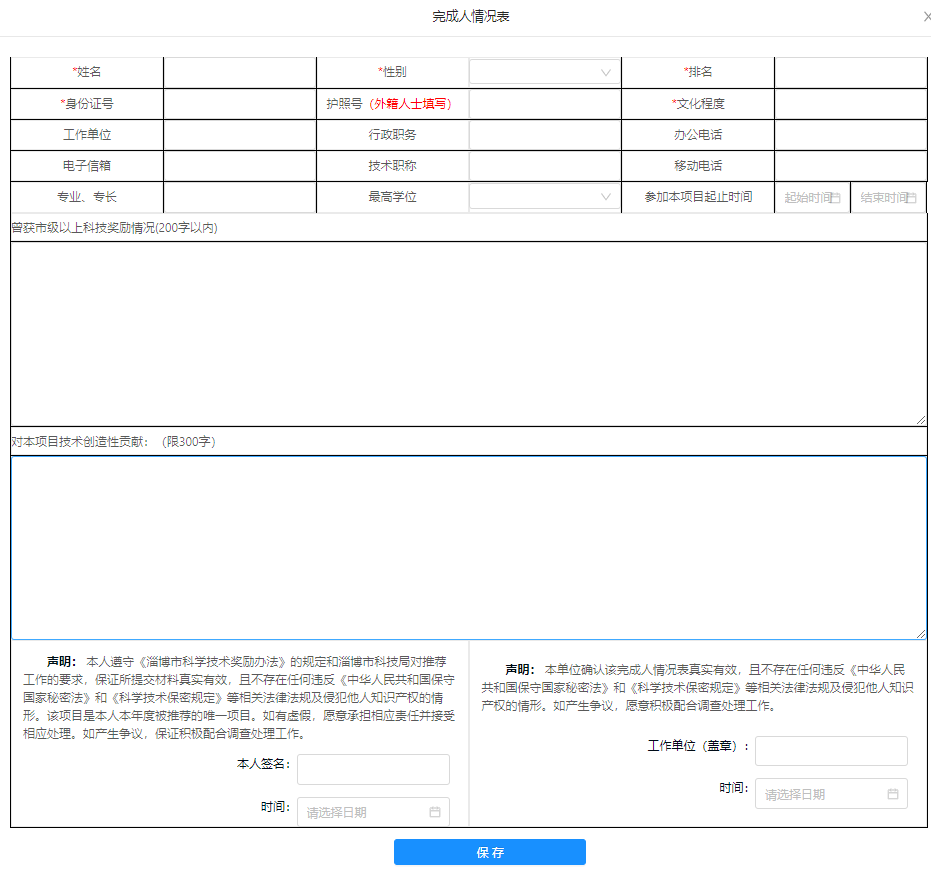 完成人情况表
*姓名 *性别 *排名
*身份证号 护照号（外籍人士填写） *文化程度
工作单位 行政职务 办公电话
电子信箱 技术职称 移动电话
专业、专长 最高学位 参加本项目起止时间 起始时间 结束时间
曾获市级以上科技奖励情况(200字以内)
对本项目技术创造性贡献：（限300字）
声明： 本人遵守《淄博市科学技术奖励办法》的规定和淄博市科技局对推荐
工作的要求，保证所提交材料真实有效，且不存在任何违反《中华人民共和国保守
国家秘密法》和《科学技术保密规定》等相关法律法规及侵犯他人知识产权的情
形。该项目是本人本年度被推荐的唯一项目。如有虚假，愿意承担相应责任并接受
相应处理。如产生争议，保证积极配合调查处理工作。
本人签名：
时间： 请选择日期
声明： 本单位确认该完成人情况表真实有效，且不存在任何违反《中华人民
共和国保守国家秘密法》和《科学技术保密规定》等相关法律法规及侵犯他人知识
产权的情形。如产生争议，愿意积极配合调查处理工作。
工作单位（盖章）：
时间： 请选择日期
保 存